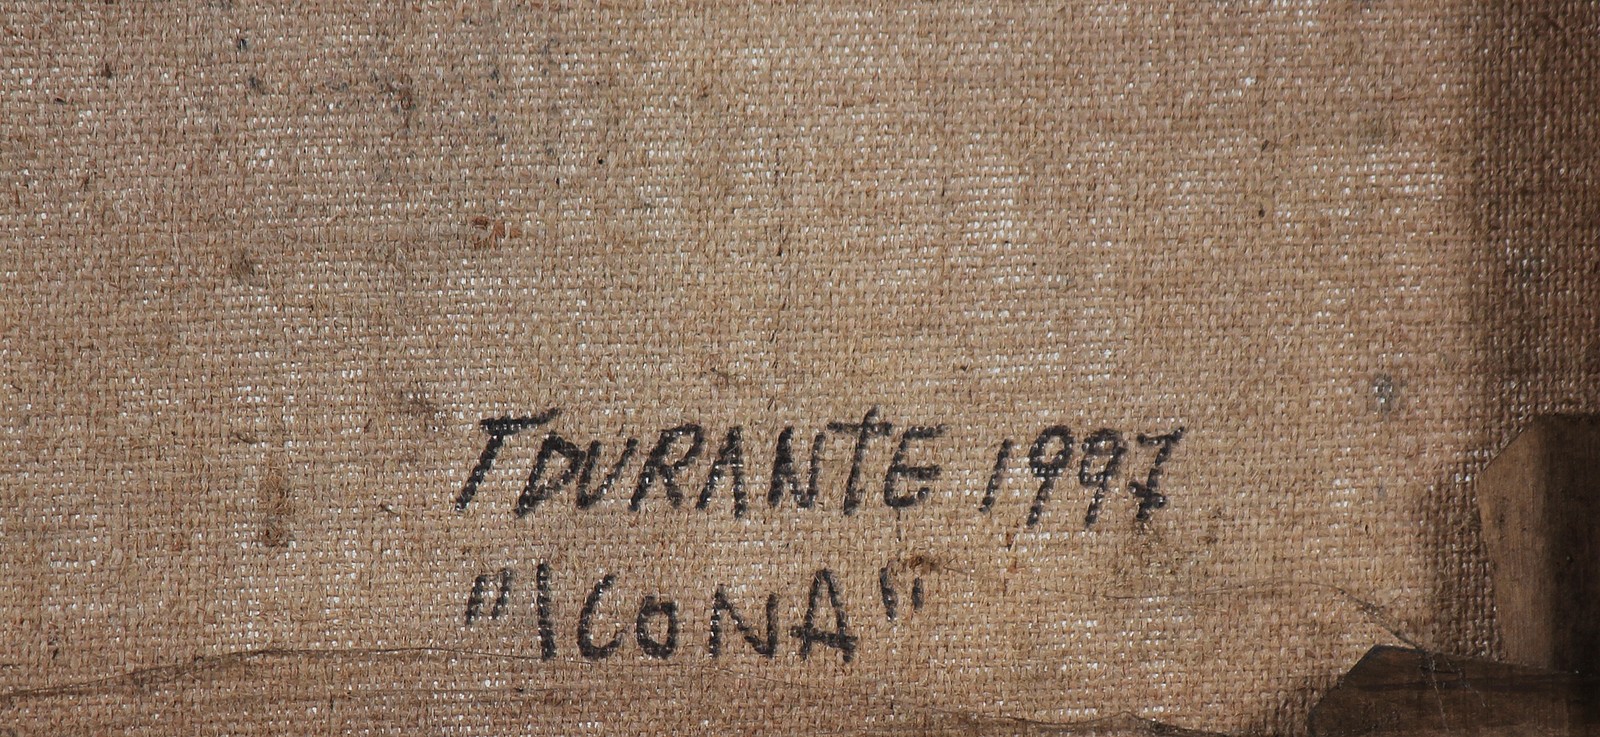 T DURANTE 1997
"ICONA"